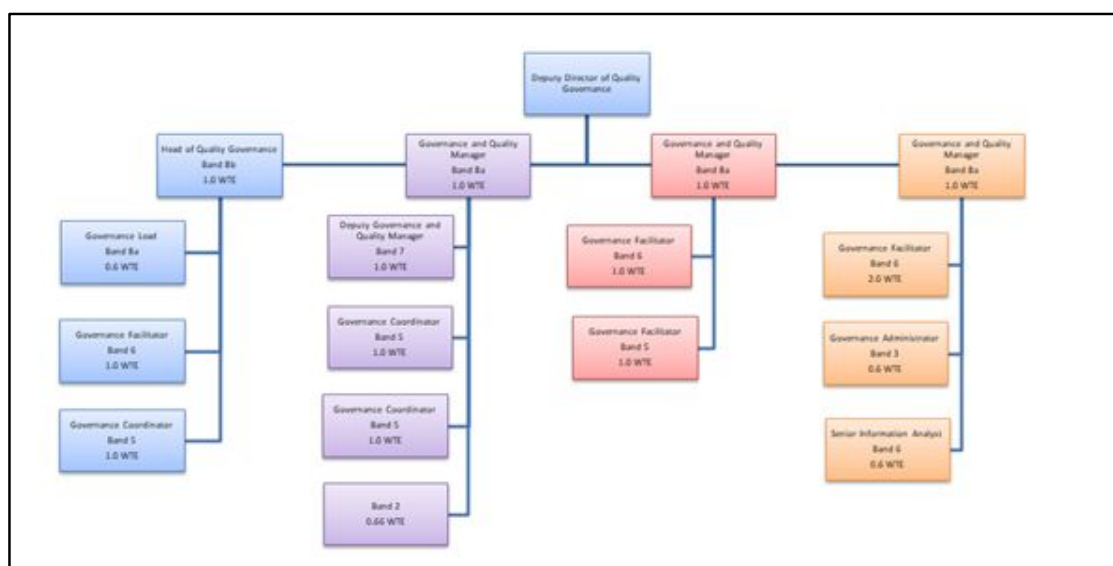 Deputy Director of Quality
Governance
Head of Quality Governance
Band 8b
1.0 WTE
Governance and Quality
Manager
Band 8a
1.0 WTE
Governance and Quality
Manager
Band 8a
1.0 WTE
Governance and Quality
Manager
Band 8a
1.0 WTE
Governance Lead
Band 8a
0.6 WTE
Governance Facilitator
Band 6
1.0 WTE
Governance Coordinator
Band 5
1.0 WTE
Deputy Governance and
Quality Manager
Band 7
1.0 WTE
Governance Coordinator
Band 5
1.0 WTE
Governance Coordinator
Band 5
1.0 WTE
Band 2
0.66 WTE
Governance Facilitator
Band 6
1.0 WTE
Governance Facilitator
Band 5
1.0 WTE
Governance Facilitator
Band 6
2.0 WTE
Governance Administrator
Band 3
0.6 WTE
Senior Information Analyst
Band 6
0.6 WTE